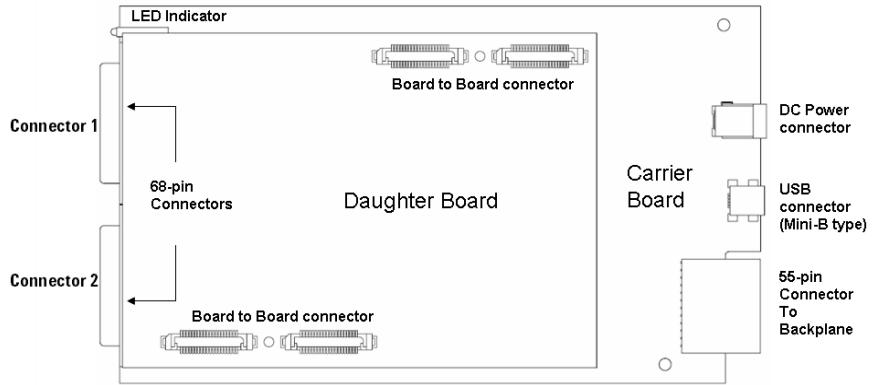 LED Indicator
Board to Board connector
DC Power
connector
Connector 1
68-pin
Connectors
Daughter Board
Carrier
Board
USB
connector
(Mini-B type)
Connector 2
55-pin
Connector
To
Backplane
Board to Board connector